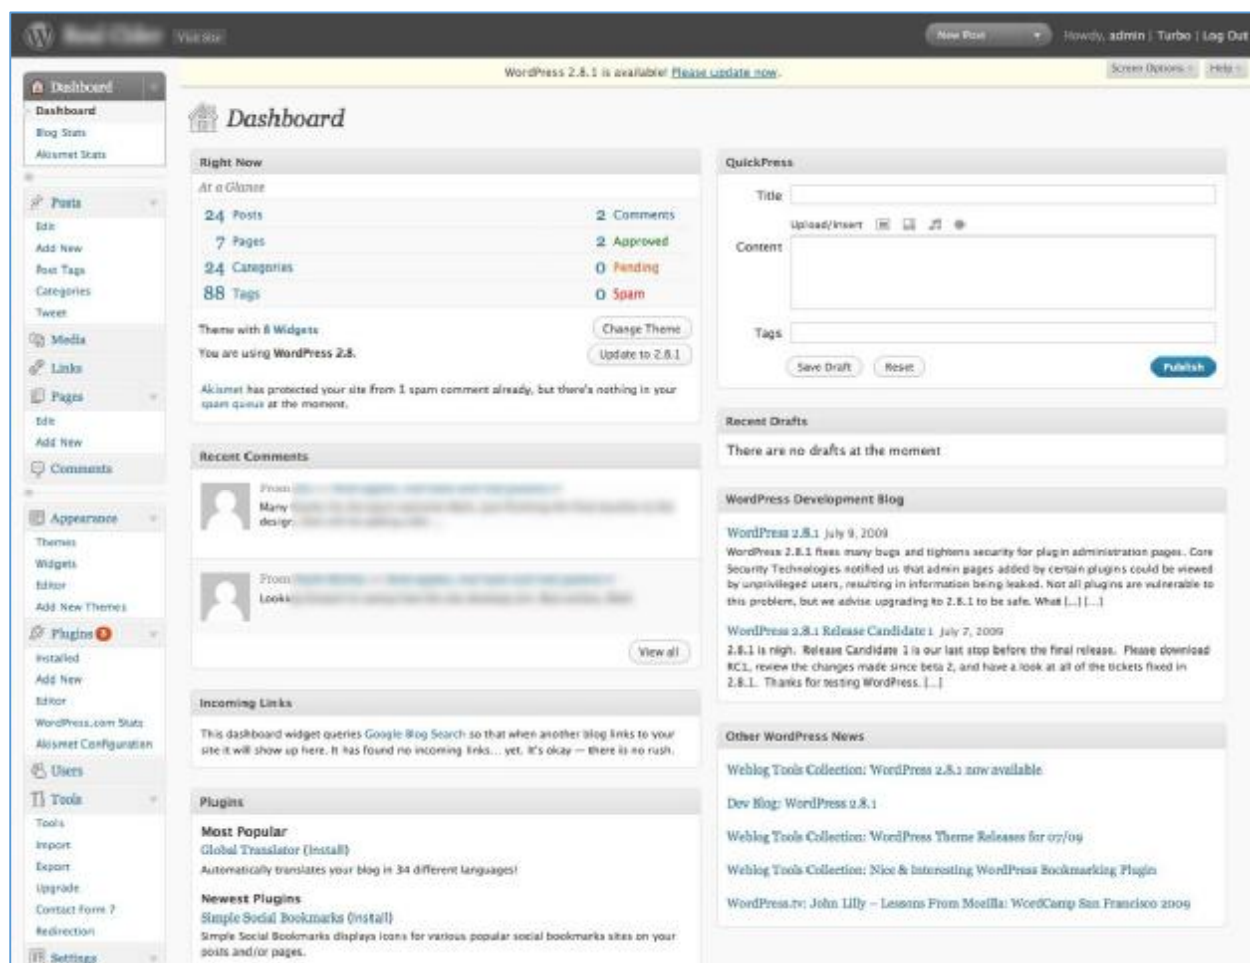 Visit Site
New Post
Howdy, admin | Turbo | Log Out
WordPress 2.8.1 is available! Please update now.
Screen Options
Help
Dashboard
Dashboard
Blog Stats
Akismet Stats
Posts
Edit
Add New
Post Tags
Categories
Tweet
Media
Links
Pages
Edit
Add New
Comments
Appearance
Themes
Widgets
Editor
Add New Themes
Plugins 3
Installed
Add New
Editor
WordPress.com Stats
Akismet Configuration
Users
Tools
Tools
Import
Export
Upgrade
Contact Form 7
Redirection
Settings
Dashboard
Right Now
At a Glance
24 Posts
2 Comments
7 Pages
2 Approved
24 Categories
0 Pending
88 Tags
0 Spam
Theme with 8 Widgets
Change Theme
You are using WordPress 2.8.
Update to 2.8.1
Akismet has protected your site from 1 spam comment already, but there's nothing in your
spam queue at the moment.
Recent Comments
From
Many
design
From
View all
Incoming Links
This dashboard widget queries Google Blog Search so that when another blog links to your
site it will show up here. It has found no incoming links... yet. It's okay — there is no rush.
Plugins
Most Popular
Global Translator (Install)
Automatically translates your blog in 34 different languages!
Newest Plugins
Simple Social Bookmarks (Install)
Simple Social Bookmarks displays icons for various popular social bookmarks sites on your
posts and/or pages.
QuickPress
Title
Upload/Insert
Content
Tags
Save Draft
Reset
Publish
Recent Drafts
There are no drafts at the moment
WordPress Development Blog
WordPress 2.8.1 July 9, 2009
WordPress 2.8.1 fixes many bugs and tightens security for plugin administration pages. Core
Security Technologies notified us that admin pages added by certain plugins could be viewed
by unprivileged users, resulting in information being leaked. Not all plugins are vulnerable to
this problem, but we advise upgrading to 2.8.1 to be safe. What [...] [...]
WordPress 2.8.1 Release Candidate 1 July 7, 2009
2.8.1 is nigh. Release Candidate 1 is our last stop before the final release. Please download
RC1, review the changes made since beta 2, and have a look at all of the tickets fixed in
2.8.1. Thanks for testing WordPress. [...]
Other WordPress News
Weblog Tools Collection: WordPress 2.8.1 now available
Dev Blog: WordPress 2.8.1
Weblog Tools Collection: WordPress Theme Releases for 07/09
Weblog Tools Collection: Nice & Interesting WordPress Bookmarking Plugin
WordPress.tv: John Lilly – Lessons From Mozilla: WordCamp San Francisco 2009